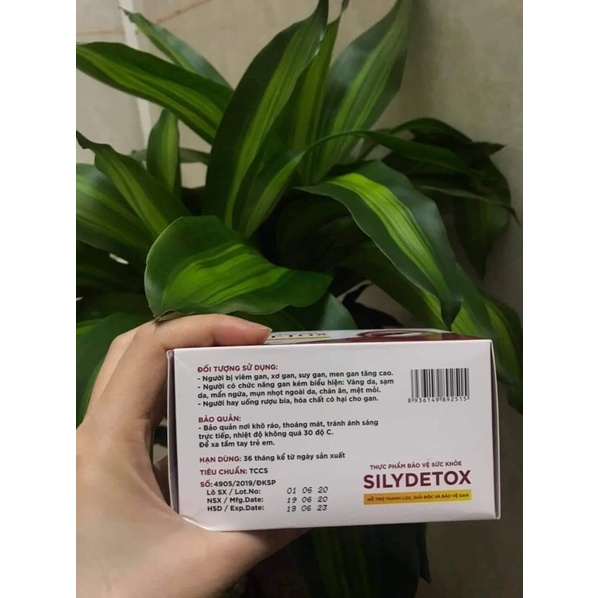 ĐỐI TƯỢNG SỬ DỤNG:
- Người bị viêm gan, xơ gan, suy gan, men gan tăng cao.
- Người có chức năng gan kém biểu hiện: Vàng da, sạm
da, mẩn ngứa, mụn nhọt ngoài da, chán ăn, mệt mỏi.
- Người hay uống rượu bia, hóa chất có hại cho gan.
BẢO QUẢN:
- Bảo quản nơi khô ráo, thoáng mát, tránh ánh sáng
trực tiếp, nhiệt độ không quá 30 độ C.
Để xa tầm tay trẻ em.
HẠN DÙNG: 36 tháng kể từ ngày sản xuất
TIÊU CHUẨN: TCCS
SỐ: 4905/2019/ĐKSP
Lô SX / Lot.No: 01 06 20
NSX / Mfg.Date: 19 06 20
HSD / Exp.Date: 19 06 23
8 936149 892515
THỰC PHẨM BẢO VỆ SỨC KHỎE
SILYDETOX
HỖ TRỢ THANH LỌC, GIẢI ĐỘC VÀ BẢO VỆ GAN